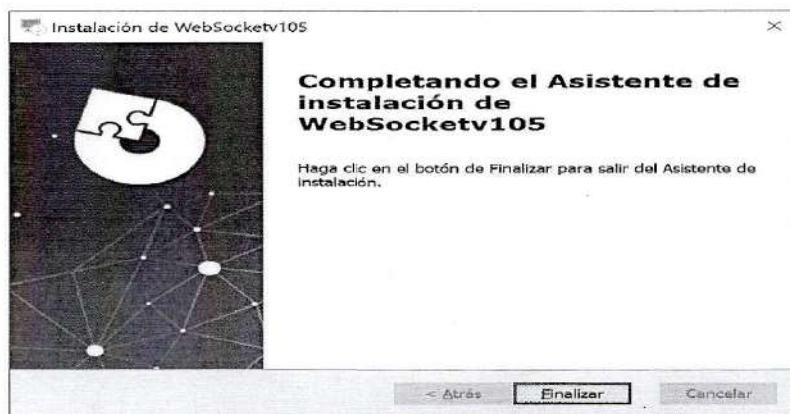 Instalación de WebSocketv105
Completando el Asistente de
instalación de
WebSocketv105
Haga clic en el botón de Finalizar para salir del Asistente de
instalación.
< Atrás
Finalizar
Cancelar